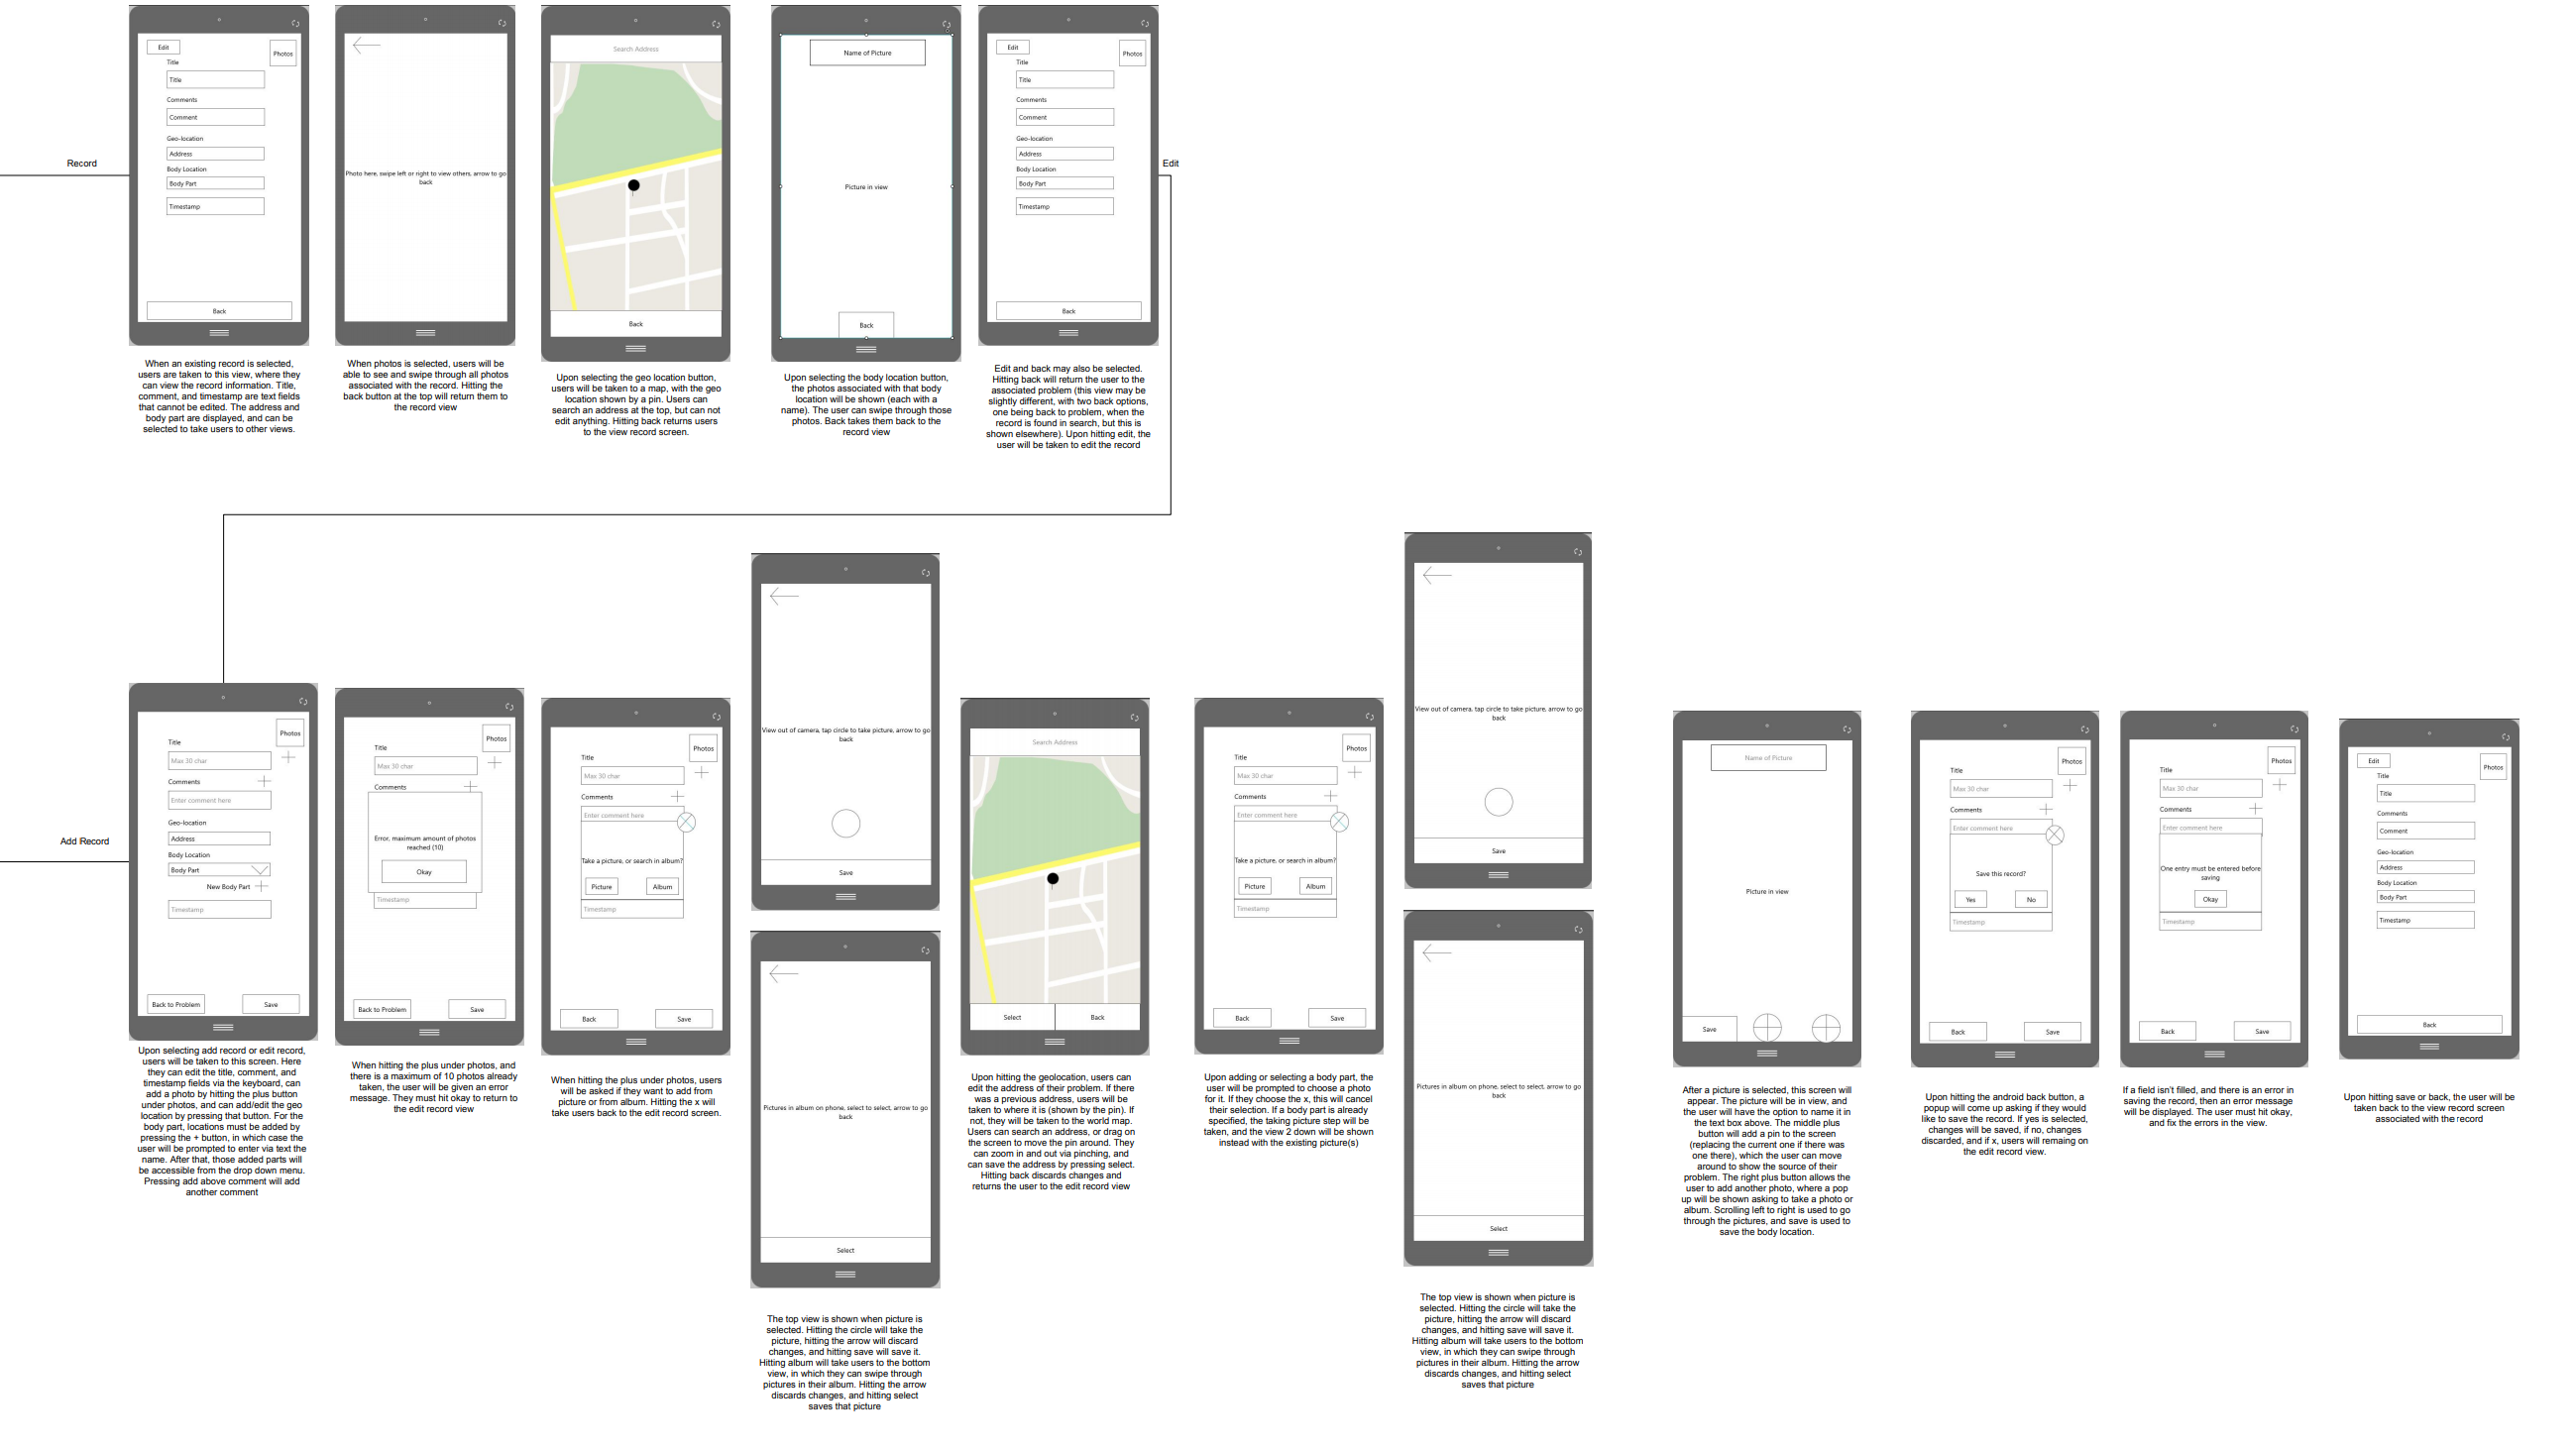 Record
Edit
Photos
Title
Title
Comments
Comment
Geo-location
Address
Body Location
Body Part
Timestamp
Back
When an existing record is selected,
users are taken to this view, where they
can view the record information. Title,
comment, and timestamp are text fields
that cannot be edited. The address and
body part are displayed, and can be
selected to take users to other views.
Photo here, swipe left or right to view others, arrow to go
back
When photos is selected, users will be
able to see and swipe through all photos
associated with the record. Hitting the
back button at the top will return them to
the record view
Search Address
Back
Upon selecting the geo location button,
users will be taken to a map, with the geo
location shown by a pin. Users can
search an address at the top, but can not
edit anything. Hitting back returns users
to the view record screen.
Name of Picture
Picture in view
Back
Upon selecting the body location button,
the photos associated with that body
location will be shown (each with a
name). The user can swipe through those
photos. Back takes them back to the
record view
Edit
Photos
Title
Title
Comments
Comment
Geo-location
Address
Body Location
Body Part
Timestamp
Back
Edit and back may also be selected.
Hitting back will return the user to the
associated problem (this view may be
slightly different, with two back options,
one being back to problem, when the
record is found in search, but this is
shown elsewhere). Upon hitting edit, the
user will be taken to edit the record
Edit
Add Record
Photos
Title
Max 30 char
Comments
Enter comment here
Geo-location
Address
Body Location
Body Part
New Body Part
Timestamp
Back to Problem
Save
Upon selecting add record or edit record,
users will be taken to this screen. Here
they can edit the title, comment, and
timestamp fields via the keyboard, can
add a photo by hitting the plus button
under photos, and can add/edit the geo
location by pressing that button. For the
body part, locations must be added by
pressing the + button, in which case the
user will be prompted to enter via text the
name. After that, those added parts will
be accessible from the drop down menu.
Pressing add above comment will add
another comment
Photos
Title
Max 30 char
Comments
Error, maximum amount of photos
reached (10)
Okay
Timestamp
Back to Problem
Save
When hitting the plus under photos, and
there is a maximum of 10 photos already
taken, the user will be given an error
message. They must hit okay to return to
the edit record view
Photos
Title
Max 30 char
Comments
Enter comment here
Take a picture, or search in album?
Picture
Album
Timestamp
Back
Save
When hitting the plus under photos, users
will be asked if they want to add from
picture or from album. Hitting the x will
take users back to the edit record screen.
View out of camera, tap circle to take picture, arrow to go
back
Save
Pictures in album on phone, select to select, arrow to go
back
Select
The top view is shown when picture is
selected. Hitting the circle will take the
picture, hitting the arrow will discard
changes, and hitting save will save it.
Hitting album will take users to the bottom
view, in which they can swipe through
pictures in their album. Hitting the arrow
discards changes, and hitting select
saves that picture
Search Address
Select
Back
Upon hitting the geolocation, users can
edit the address of their problem. If there
was a previous address, users will be
taken to where it is (shown by the pin). If
not, they will be taken to the world map.
Users can search an address, or drag on
the screen to move the pin around. They
can zoom in and out via pinching, and
can save the address by pressing select.
Hitting back discards changes and
returns the user to the edit record view
Photos
Title
Max 30 char
Comments
Enter comment here
Take a picture, or search in album?
Picture
Album
Timestamp
Back
Save
Upon adding or selecting a body part, the
user will be prompted to choose a photo
for it. If they choose the x, this will cancel
their selection. If a body part is already
specified, the taking picture step will be
taken, and the view 2 down will be shown
instead with the existing picture(s)
View out of camera, tap circle to take picture, arrow to go
back
Save
Pictures in album on phone, select to select, arrow to go
back
Select
The top view is shown when picture is
selected. Hitting the circle will take the
picture, hitting the arrow will discard
changes, and hitting save will save it.
Hitting album will take users to the bottom
view, in which they can swipe through
pictures in their album. Hitting the arrow
discards changes, and hitting select
saves that picture
Name of Picture
Picture in view
Save
After a picture is selected, this screen will
appear. The picture will be in view, and
the user will have the option to name it in
the text box above. The middle plus
button will add a pin to the screen
(replacing the current one if there was
one there), which the user can move
around to show the source of their
problem. The right plus button allows the
user to add another photo, where a pop
up will be shown asking to take a photo or
album. Scrolling left to right is used to go
through the pictures, and save is used to
save the body location.
Photos
Title
Max 30 char
Comments
Enter comment here
Save this record?
Yes
No
Timestamp
Back
Save
Upon hitting the android back button, a
popup will come up asking if they would
like to save the record. If yes is selected,
changes will be saved, if no, changes
discarded, and if x, users will remaing on
the edit record view.
Photos
Title
Max 30 char
Comments
Enter comment here
One entry must be entered before
saving
Okay
Timestamp
Back
Save
If a field isn't filled, and there is an error in
saving the record, then an error message
will be displayed. The user must hit okay,
and fix the errors in the view.
Edit
Photos
Title
Title
Comments
Comment
Geo-location
Address
Body Location
Body Part
Timestamp
Back
Upon hitting save or back, the user will be
taken back to the view record screen
associated with the record